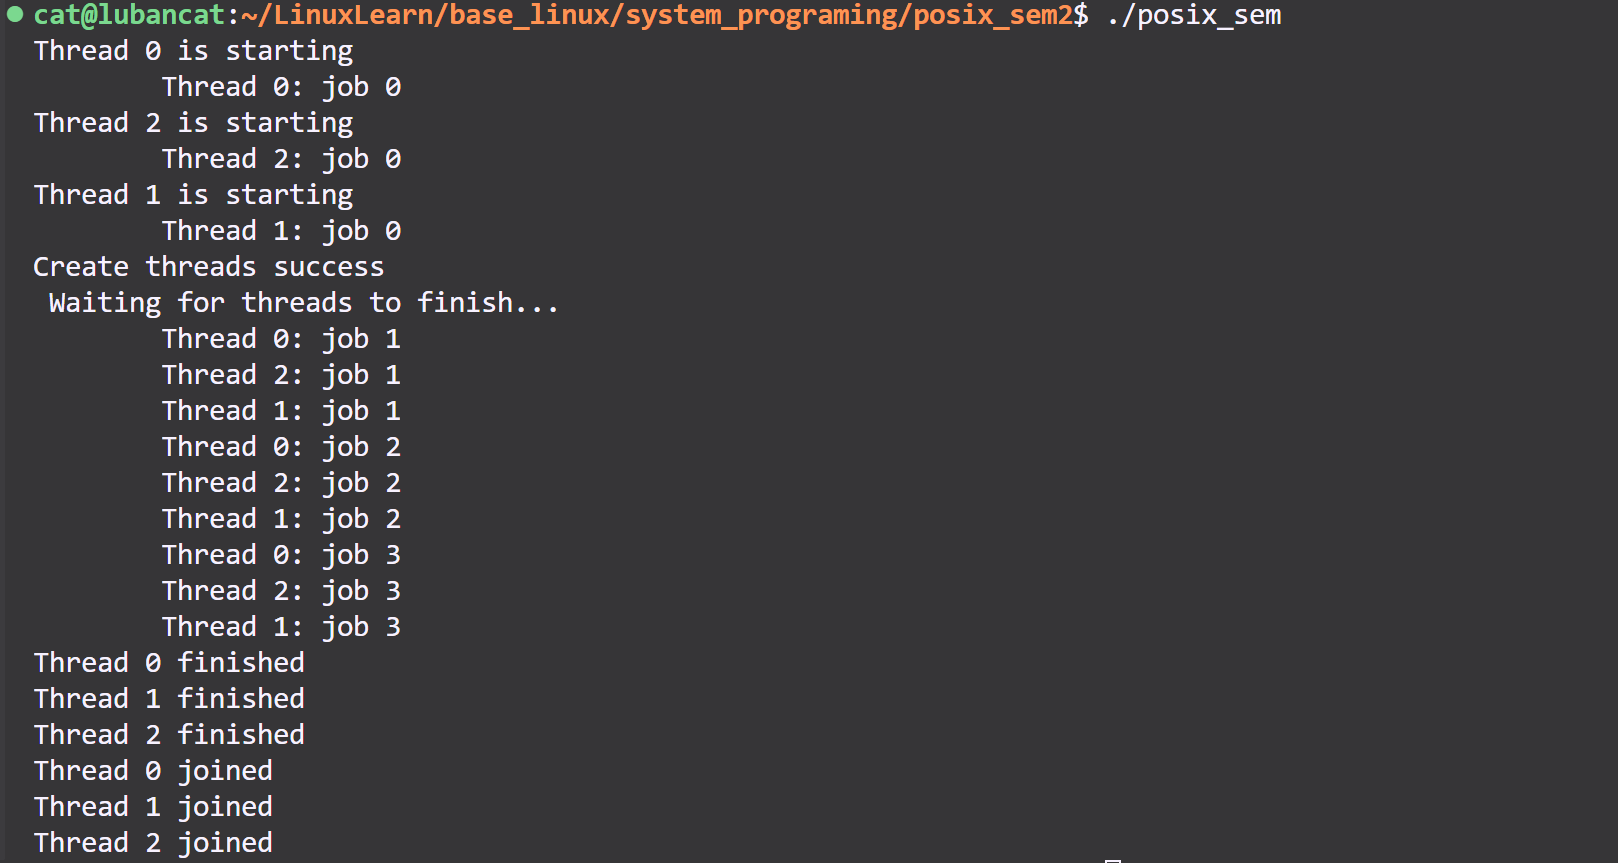 cat@lubancat:~/LinuxLearn/base_linux/system_programing/posix_sem2$ ./posix_sem
Thread 0 is starting
        Thread 0: job 0
Thread 2 is starting
        Thread 2: job 0
Thread 1 is starting
        Thread 1: job 0
Create threads success
 Waiting for threads to finish...
        Thread 0: job 1
        Thread 2: job 1
        Thread 1: job 1
        Thread 0: job 2
        Thread 2: job 2
        Thread 1: job 2
        Thread 0: job 3
        Thread 2: job 3
        Thread 1: job 3
Thread 0 finished
Thread 1 finished
Thread 2 finished
Thread 0 joined
Thread 1 joined
Thread 2 joined